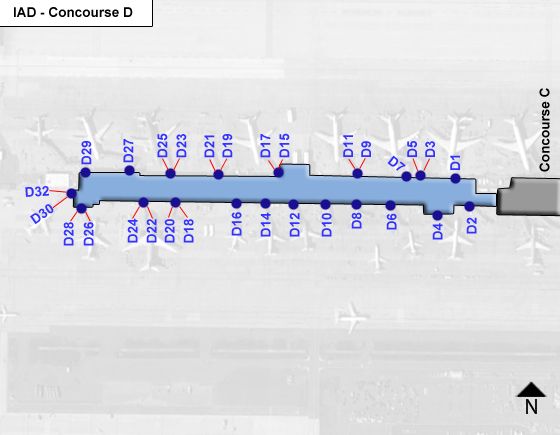 IAD - Concourse D
Concourse C
D29
D27
D25
D23
D21
D19
D17
D15
D11
D9
D7
D5
D3
D1
D32
D30
D28
D26
D24
D22
D20
D18
D16
D14
D12
D10
D8
D6
D4
D2
N